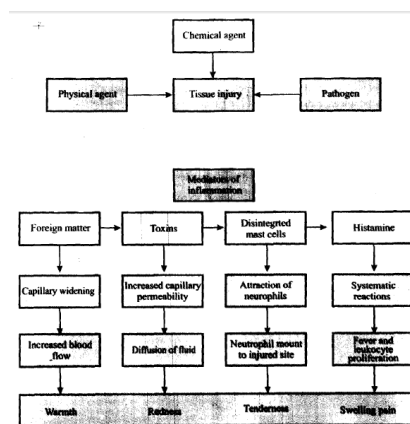 Chemical agent
Physical agent
Tissue injury
Pathogen
Mediators of
inflammation
Foreign matter
Toxins
Disintegrted
mast cells
Histamine
Capillary widening
Increased capillary
permeability
Attraction of
neurophils
Systematic
reactions
Increased blood
flow
Diffusion of fluid
Neutrophil mount
to injured site
Fever and
leukocyte
proliferation
Warmth
Redness
Tenderness
Swelling pain